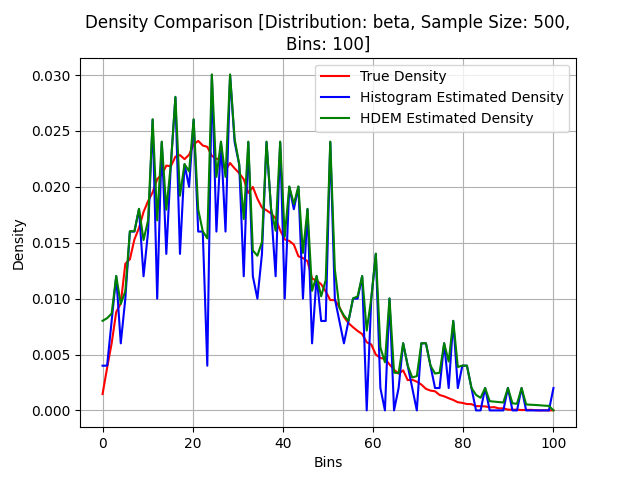 Density Comparison [Distribution: beta, Sample Size: 500,
Bins: 100]
True Density
Histogram Estimated Density
HDEM Estimated Density
Density
0.030
0.025
0.020
0.015
0.010
0.005
0.000
0 20 40 60 80 100
Bins